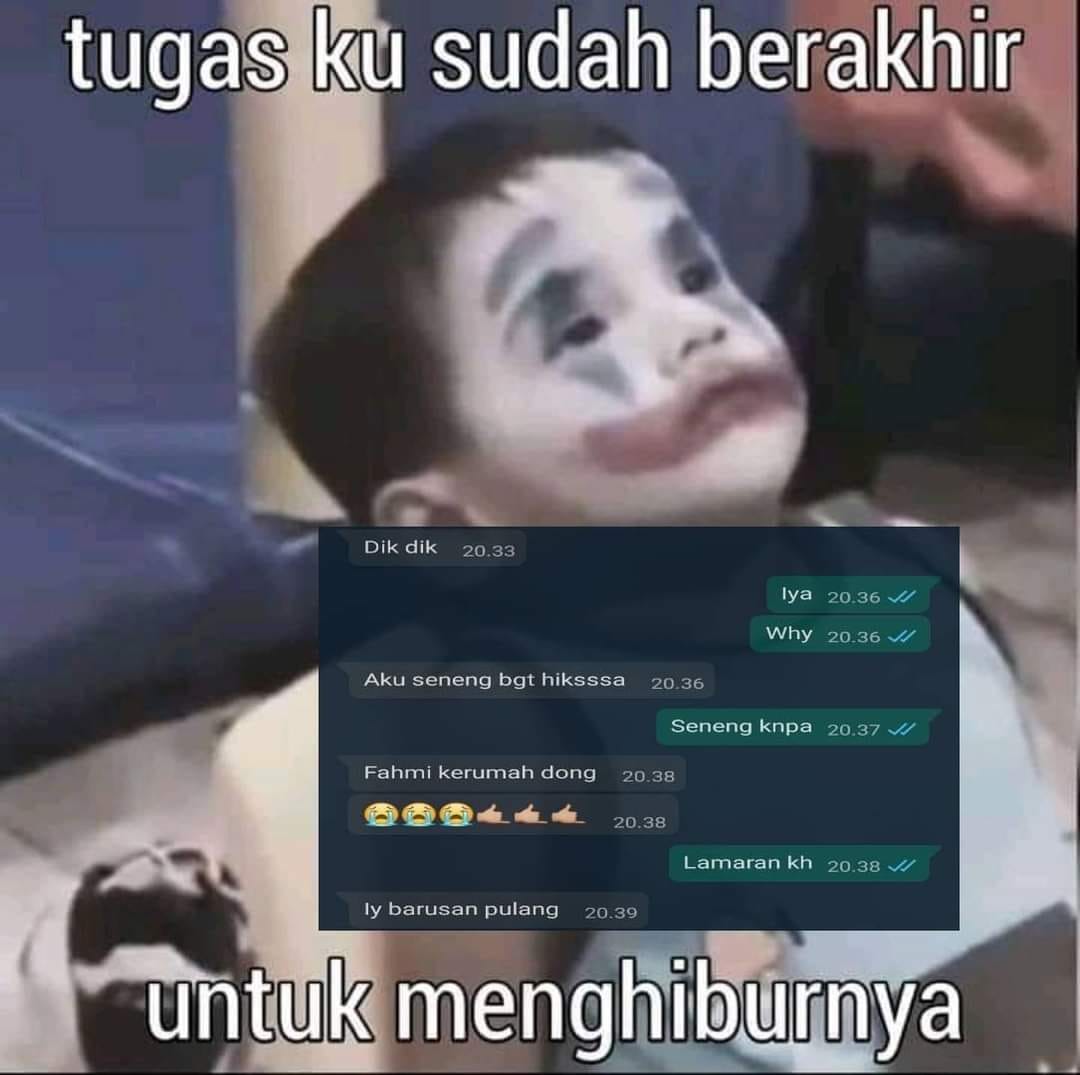 tugas ku sudah berakhir
Dik dik 20.33
Iya 20.36
Why 20.36
Aku seneng bgt hiksssa 20.36
Seneng knpa 20.37
Fahmi kerumah dong 20.38
😭😭😭🤙🏼🤙🏼🤙🏼 20.38
Lamaran kh 20.38
Iy barusan pulang 20.39
untuk menghiburnya